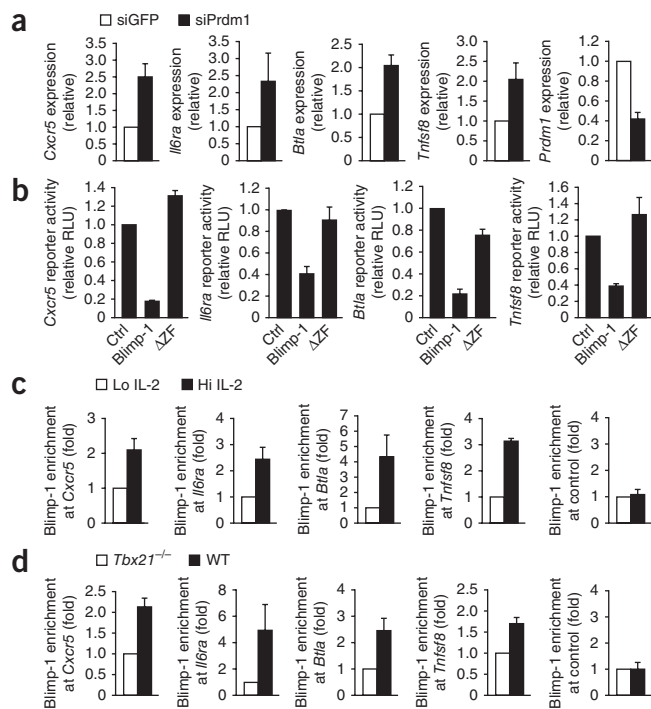 a
siGFP siPrdm1
Cxcr5 expression
(relative)
3.0
2.5
2.0
1.5
1.0
0.5
0
Il6ra expression
(relative)
3.5
3.0
2.5
2.0
1.5
1.0
0.5
0
Btla expression
(relative)
2.5
2.0
1.5
1.0
0.5
0
Tnfsf8 expression
(relative)
3.0
2.5
2.0
1.5
1.0
0.5
0
Prdm1 expression
(relative)
1.2
1.0
0.8
0.6
0.4
0.2
0
b
Cxcr5 reporter activity
(relative RLU)
1.4
1.2
1.0
0.8
0.6
0.4
0.2
0
Ctrl
Blimp-1
ΔZF
Il6ra reporter activity
(relative RLU)
1.2
1.0
0.8
0.6
0.4
0.2
0
Ctrl
Blimp-1
ΔZF
Btla reporter activity
(relative RLU)
1.2
1.0
0.8
0.6
0.4
0.2
0
Ctrl
Blimp-1
ΔZF
Tnfsf8 reporter activity
(relative RLU)
1.6
1.4
1.2
1.0
0.8
0.6
0.4
0.2
0
Ctrl
Blimp-1
ΔZF
c
Lo IL-2 Hi IL-2
Blimp-1 enrichment
at Cxcr5 (fold)
3
2
1
0
Blimp-1 enrichment
at Il6ra (fold)
4
3
2
1
0
Blimp-1 enrichment
at Btla (fold)
7
6
5
4
3
2
1
0
Blimp-1 enrichment
at Tnfsf8 (fold)
4
3
2
1
0
Blimp-1 enrichment
at control (fold)
4
3
2
1
0
d
Tbx21–/– WT
Blimp-1 enrichment
at Cxcr5 (fold)
2.5
2.0
1.5
1.0
0.5
0
Blimp-1 enrichment
at Il6ra (fold)
8
6
4
2
0
Blimp-1 enrichment
at Btla (fold)
4
3
2
1
0
Blimp-1 enrichment
at Tnfsf8 (fold)
2.5
2.0
1.5
1.0
0.5
0
Blimp-1 enrichment
at control (fold)
4
3
2
1
0